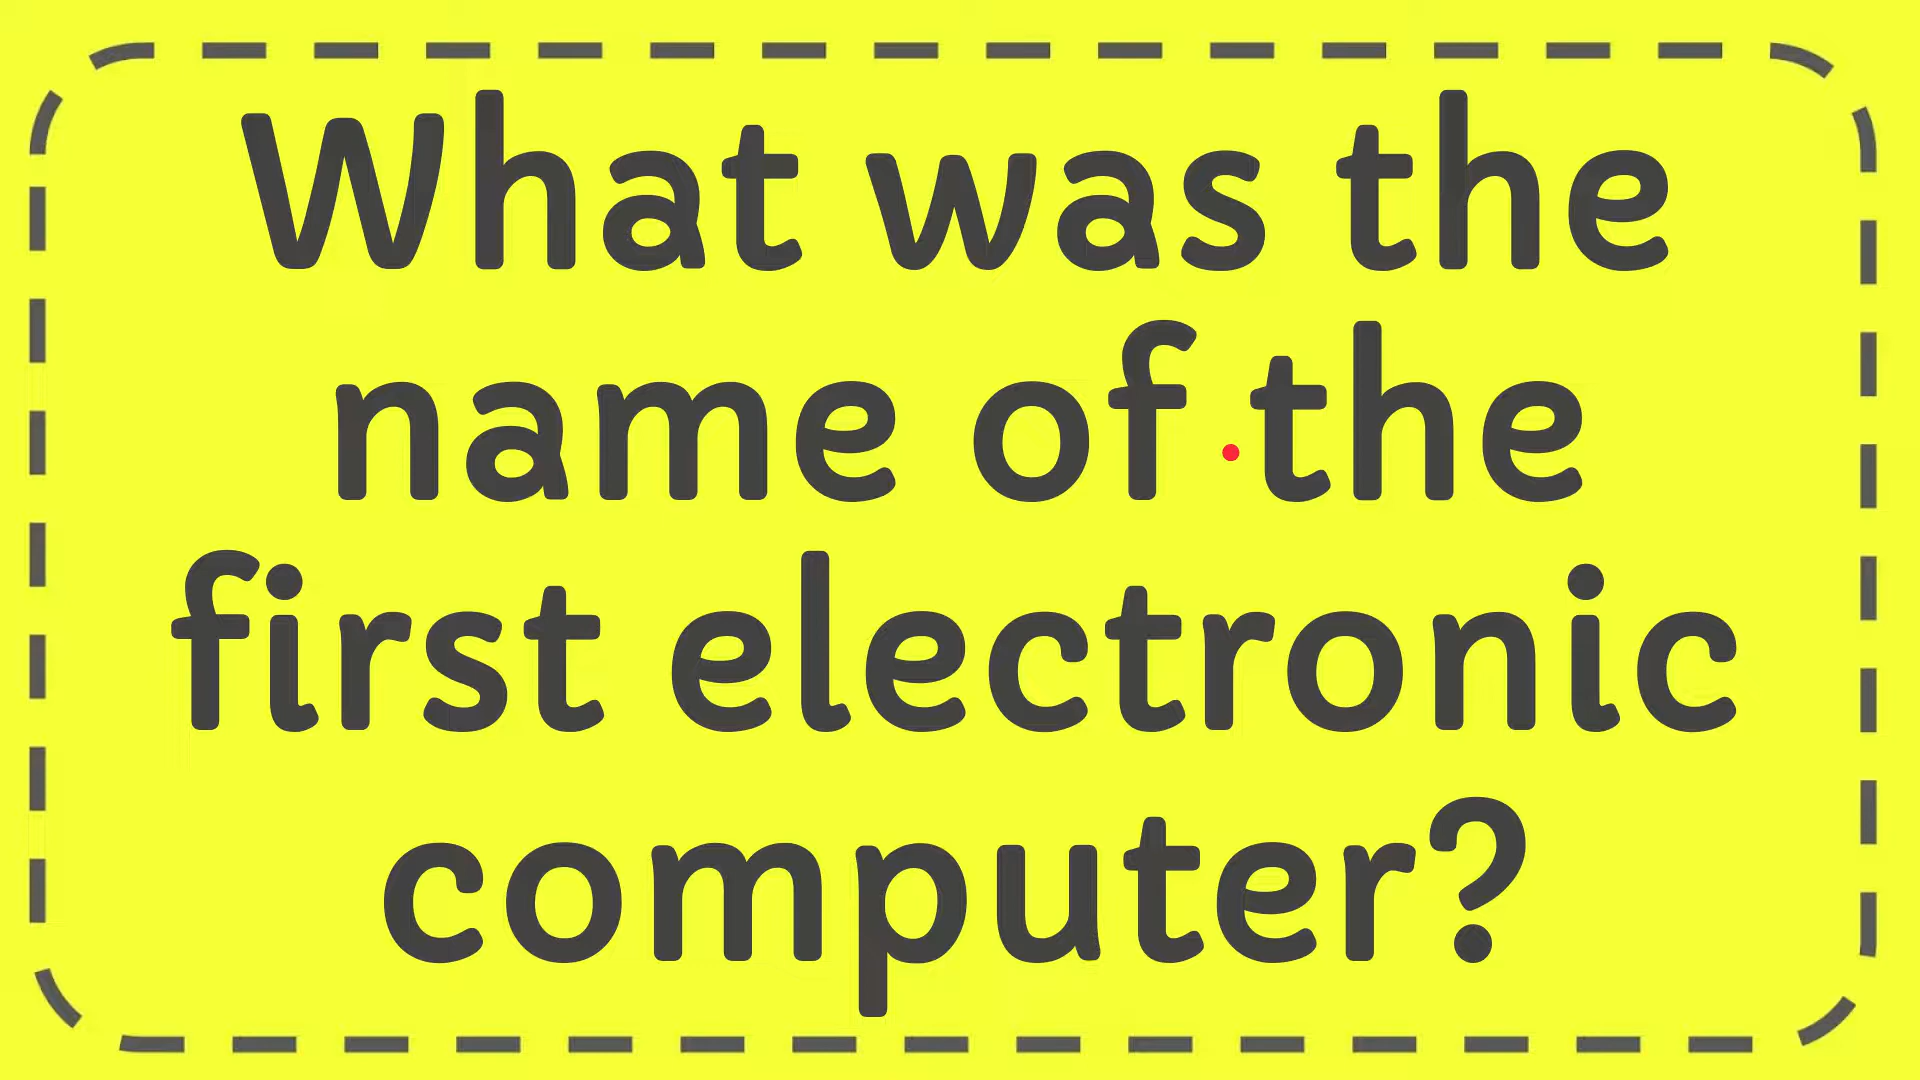 What was the
name of the
first electronic
computer?